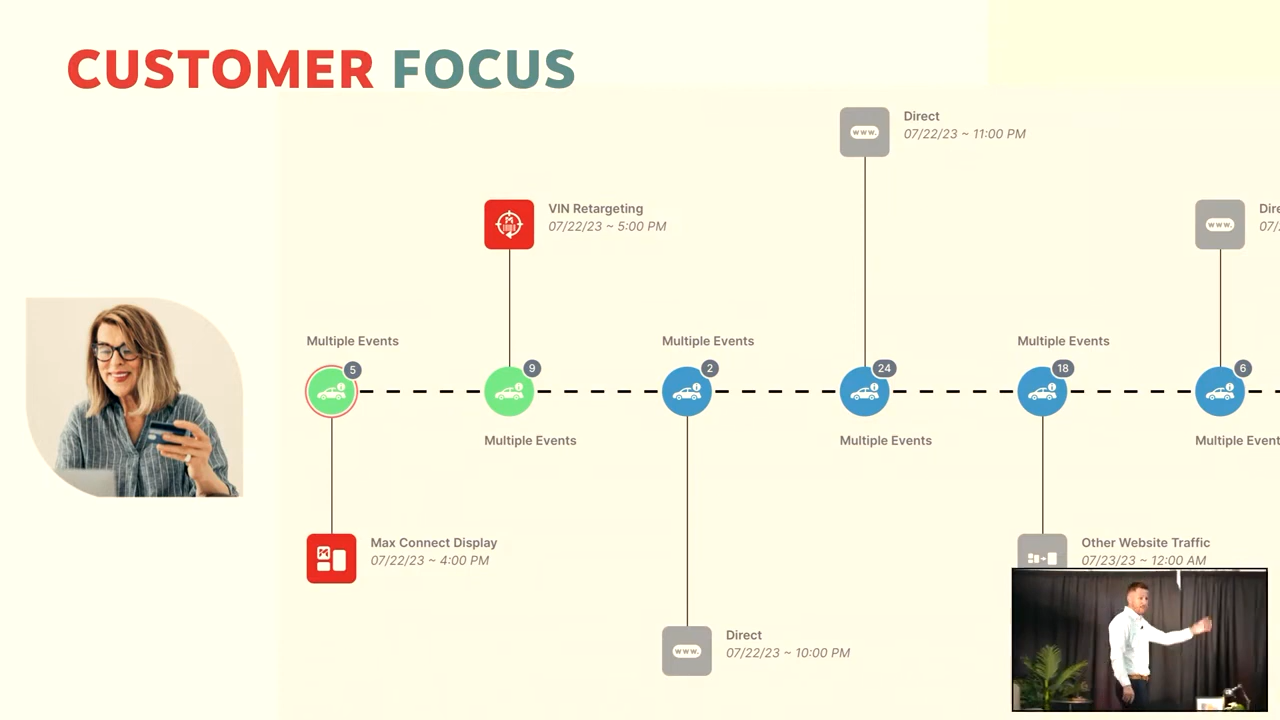 CUSTOMER FOCUS
www.
Direct
07/22/23 ~ 11:00 PM
VIN Retargeting
07/22/23 ~ 5:00 PM
www.
Multiple Events
Multiple Events
Multiple Events
5
9
2
24
18
6
Multiple Events
Multiple Events
Max Connect Display
07/22/23 ~ 4:00 PM
Other Website Traffic
07/23/23 ~ 12:00 AM
www.
Direct
07/22/23 ~ 10:00 PM